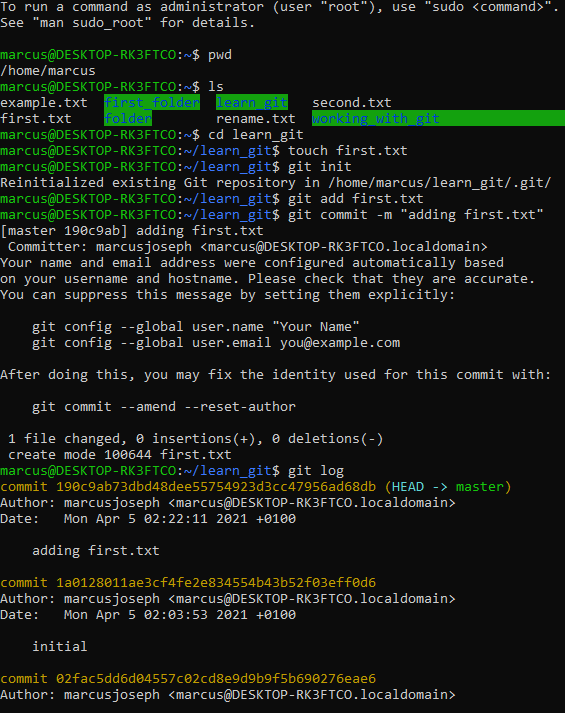 To run a command as administrator (user "root"), use "sudo <command>".
See "man sudo_root" for details.
marcus@DESKTOP-RK3FTCO:~$ pwd
/home/marcus
marcus@DESKTOP-RK3FTCO:~$ ls
example.txt first_folder learn_git second.txt
first.txt folder rename.txt working_with_git
marcus@DESKTOP-RK3FTCO:~$ cd learn_git
marcus@DESKTOP-RK3FTCO:~/learn_git$ touch first.txt
marcus@DESKTOP-RK3FTCO:~/learn_git$ git init
Reinitialized existing Git repository in /home/marcus/learn_git/.git/
marcus@DESKTOP-RK3FTCO:~/learn_git$ git add first.txt
marcus@DESKTOP-RK3FTCO:~/learn_git$ git commit -m "adding first.txt"
[master 190c9ab] adding first.txt
Committer: marcusjoseph <marcus@DESKTOP-RK3FTCO.localdomain>
Your name and email address were configured automatically based
on your username and hostname. Please check that they are accurate.
You can suppress this message by setting them explicitly:
git config --global user.name "Your Name"
git config --global user.email you@example.com
After doing this, you may fix the identity used for this commit with:
git commit --amend --reset-author
1 file changed, 0 insertions(+), 0 deletions(-)
create mode 100644 first.txt
marcus@DESKTOP-RK3FTCO:~/learn_git$ git log
commit 190c9ab73dbd48dee55754923d3cc47956ad68db (HEAD -> master)
Author: marcusjoseph <marcus@DESKTOP-RK3FTCO.localdomain>
Date: Mon Apr 5 02:22:11 2021 +0100
adding first.txt
commit 1a0128011ae3cf4fe2e834554b43b52f03eff0d6
Author: marcusjoseph <marcus@DESKTOP-RK3FTCO.localdomain>
Date: Mon Apr 5 02:03:53 2021 +0100
initial
commit 02fac5dd6d04557c02cd8e9d9b9f5b690276eae6
Author: marcusjoseph <marcus@DESKTOP-RK3FTCO.localdomain>